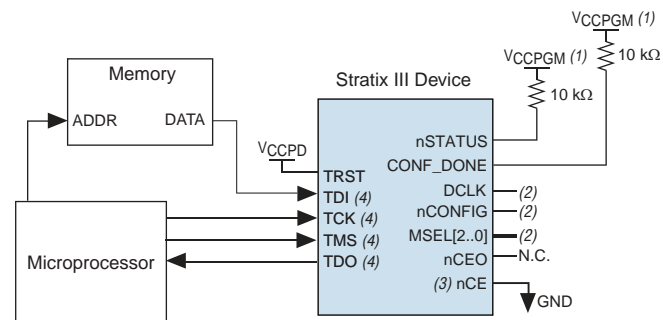 VCCPGM (1)
10 kΩ
VCCPGM (1)
10 kΩ
Memory
ADDR
DATA
Stratix III Device
VCCPD
nSTATUS
CONF_DONE
TRST
TDI (4)
TCK (4)
TMS (4)
TDO (4)
DCLK
(2)
nCONFIG
(2)
MSEL[2..0]
(2)
nCEO
N.C.
(3) nCE
GND
Microprocessor